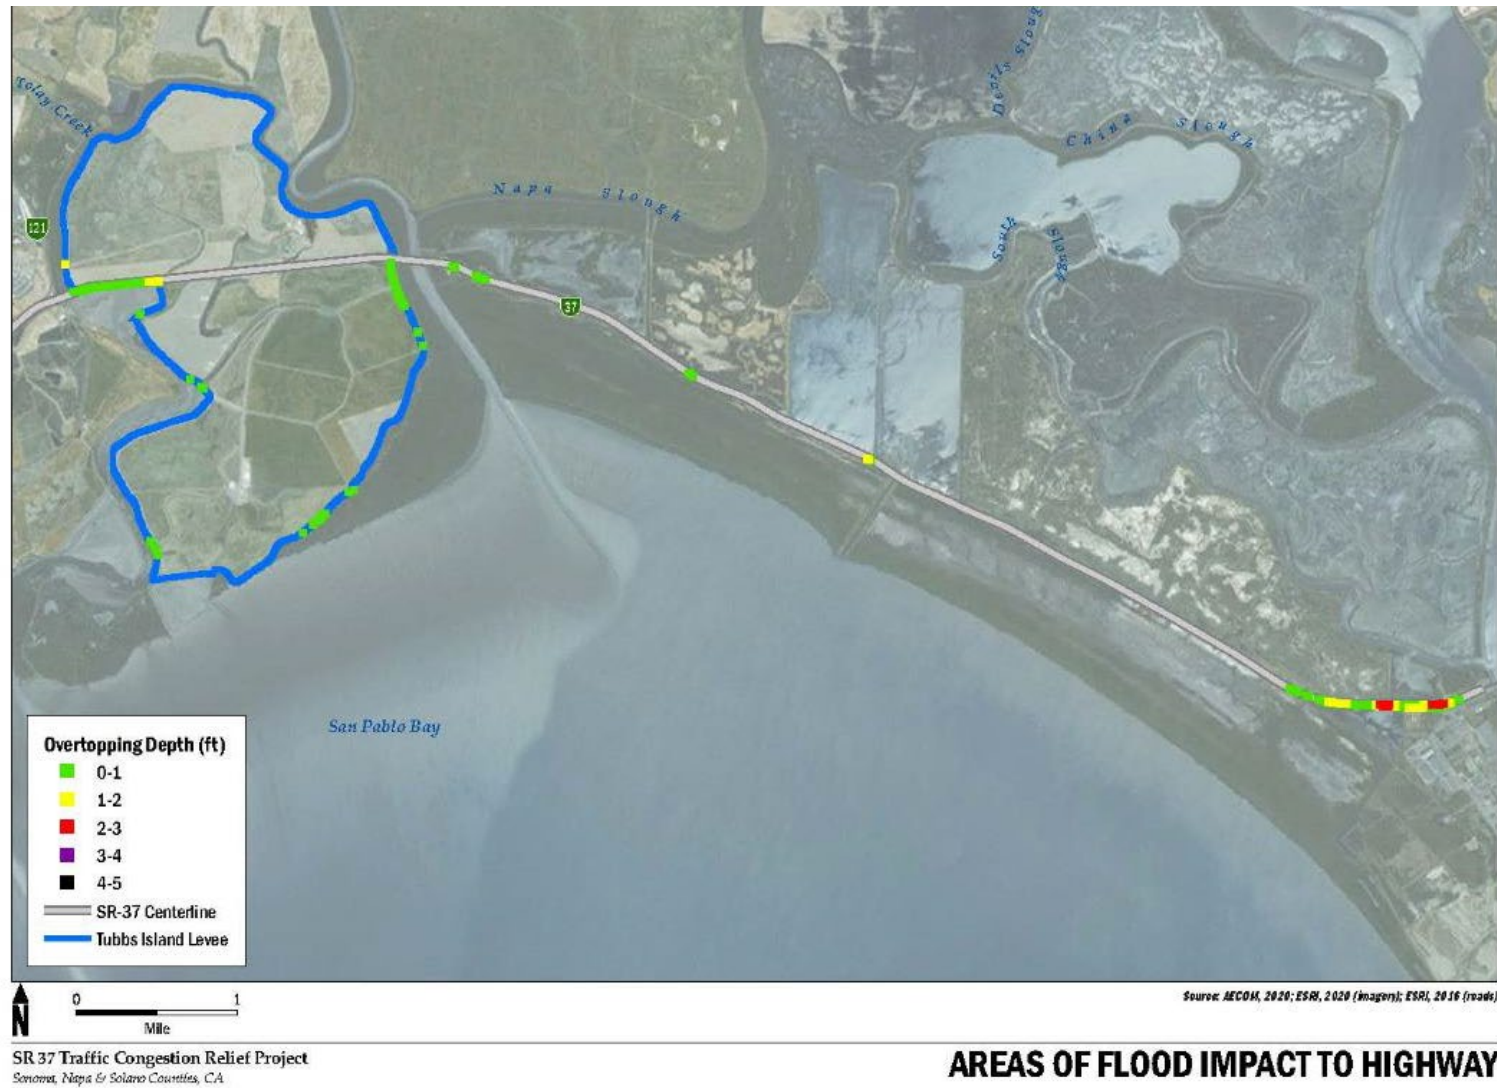 Tolay Creek
Devils Slough
China Slough
Napa Slough
121
South Slough
37
San Pablo Bay
Overtopping Depth (ft)
0-1
1-2
2-3
3-4
4-5
SR-37 Centerline
Tubbs Island Levee
N
0 1
Mile
Source: AECOM, 2020; ESRI, 2020 (imagery); ESRI, 2016 (roads)
SR 37 Traffic Congestion Relief Project
Sonoma, Napa & Solano Counties, CA
AREAS OF FLOOD IMPACT TO HIGHWAY